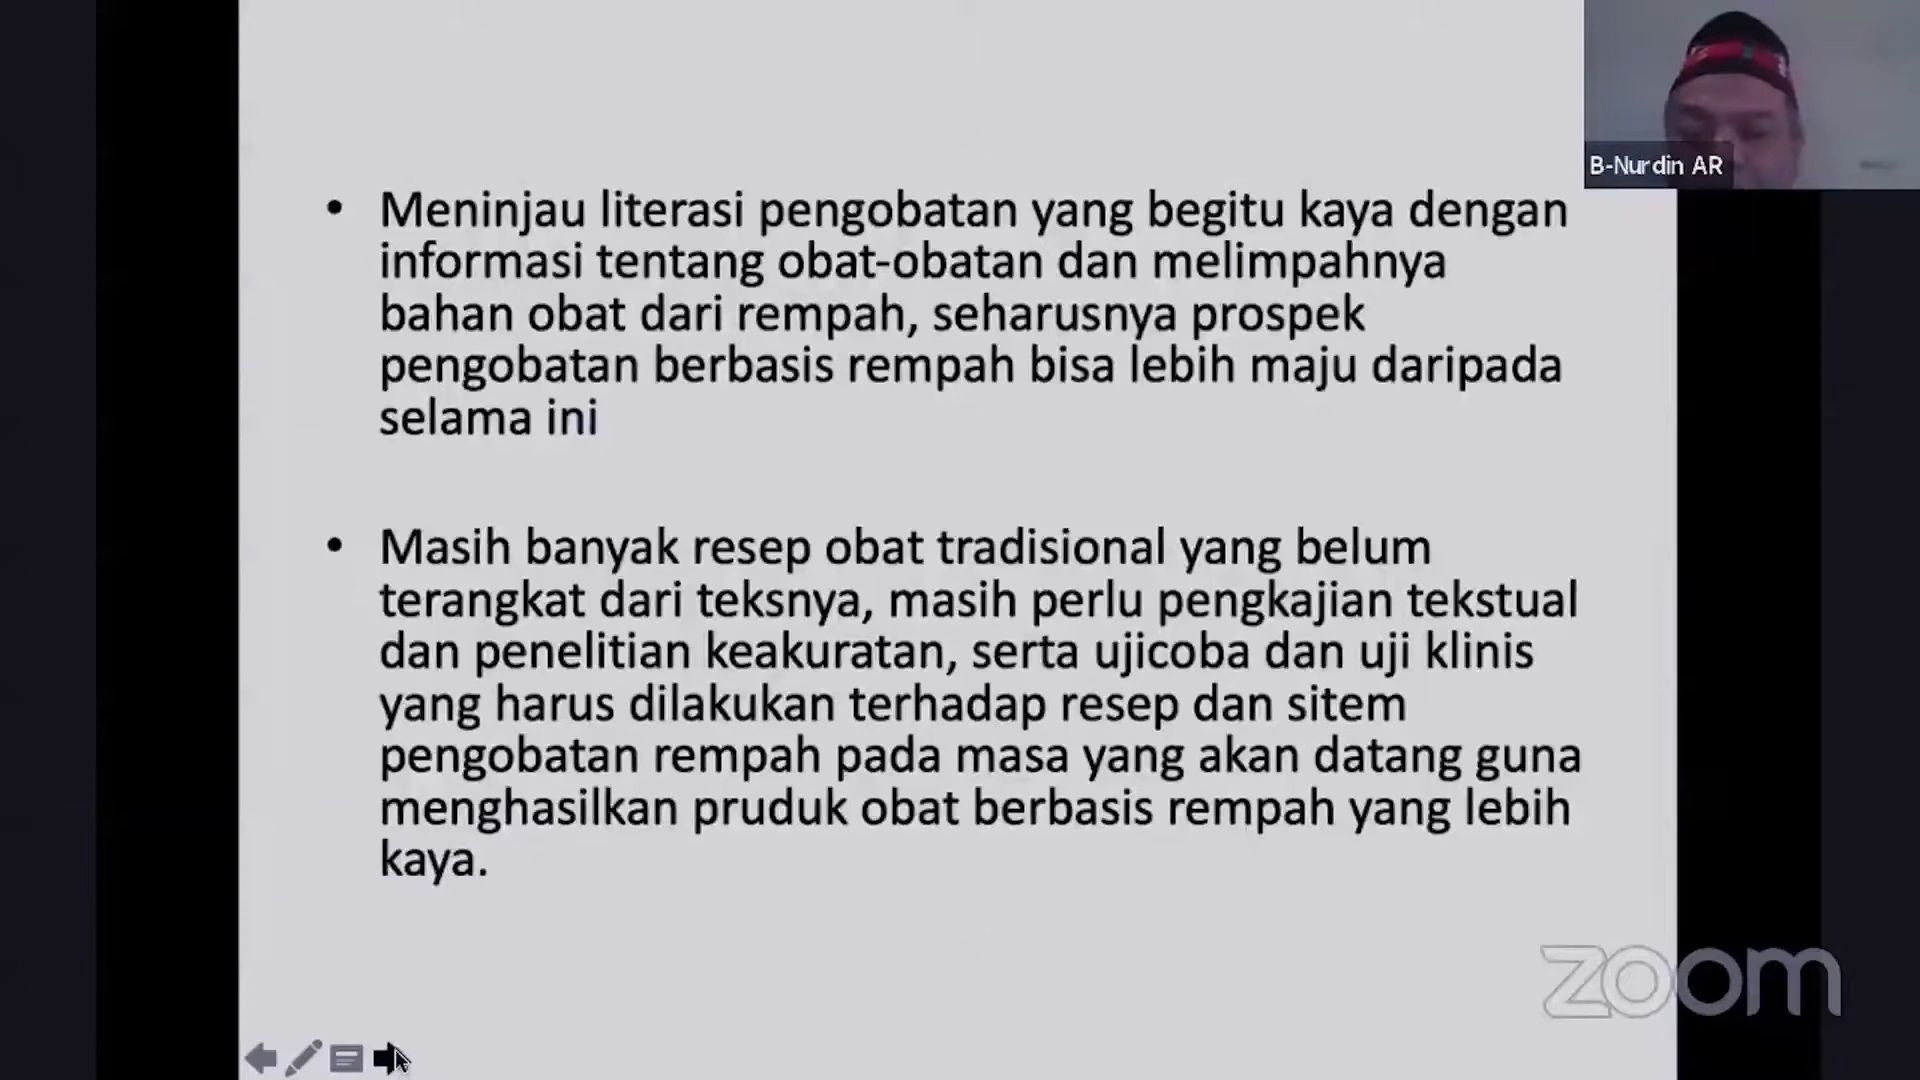 B-Nurdin AR
• Meninjau literasi pengobatan yang begitu kaya dengan
informasi tentang obat-obatan dan melimpahnya
bahan obat dari rempah, seharusnya prospek
pengobatan berbasis rempah bisa lebih maju daripada
selama ini
• Masih banyak resep obat tradisional yang belum
terangkat dari teksnya, masih perlu pengkajian tekstual
dan penelitian keakuratan, serta ujicoba dan uji klinis
yang harus dilakukan terhadap resep dan sitem
pengobatan rempah pada masa yang akan datang guna
menghasilkan pruduk obat berbasis rempah yang lebih
kaya.
zoom